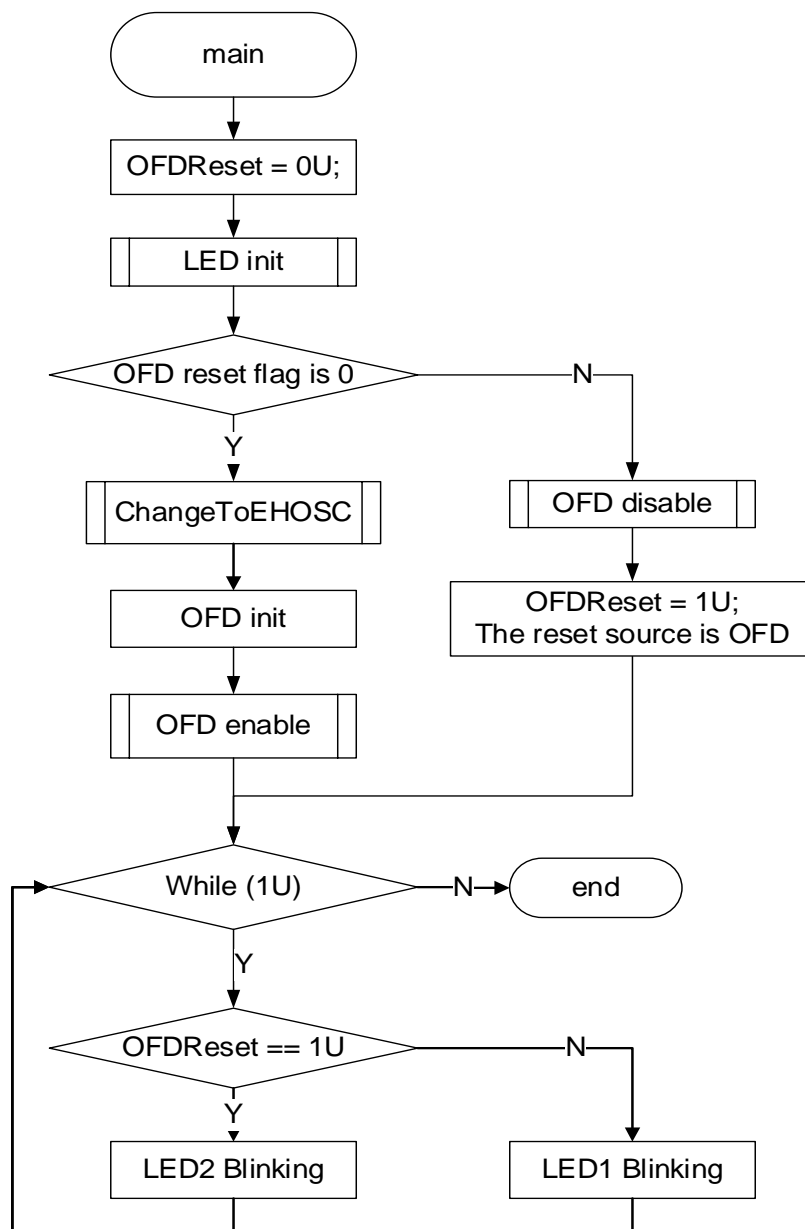 main
OFDReset = 0U;
LED init
OFD reset flag is 0
N
Y
ChangeToEHOSC
OFD disable
OFD init
OFDReset = 1U;
The reset source is OFD
OFD enable
While (1U)
N
end
Y
OFDReset == 1U
N
Y
LED2 Blinking
LED1 Blinking